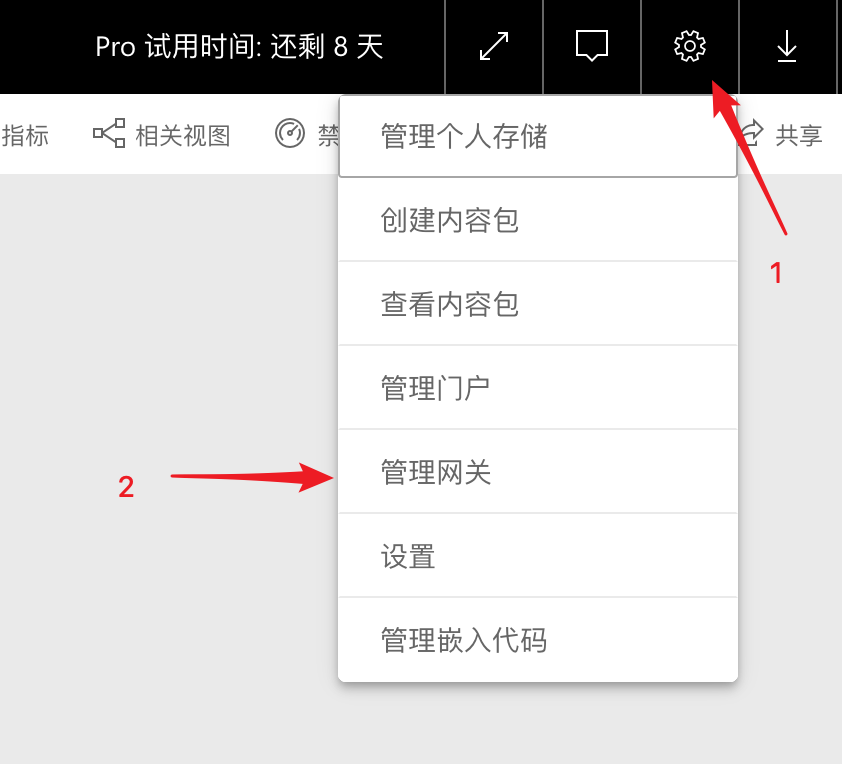 Pro 试用时间: 还剩 8 天
指标 相关视图 禁 共享
管理个人存储
1
创建内容包
查看内容包
管理门户
管理网关
2
设置
管理嵌入代码